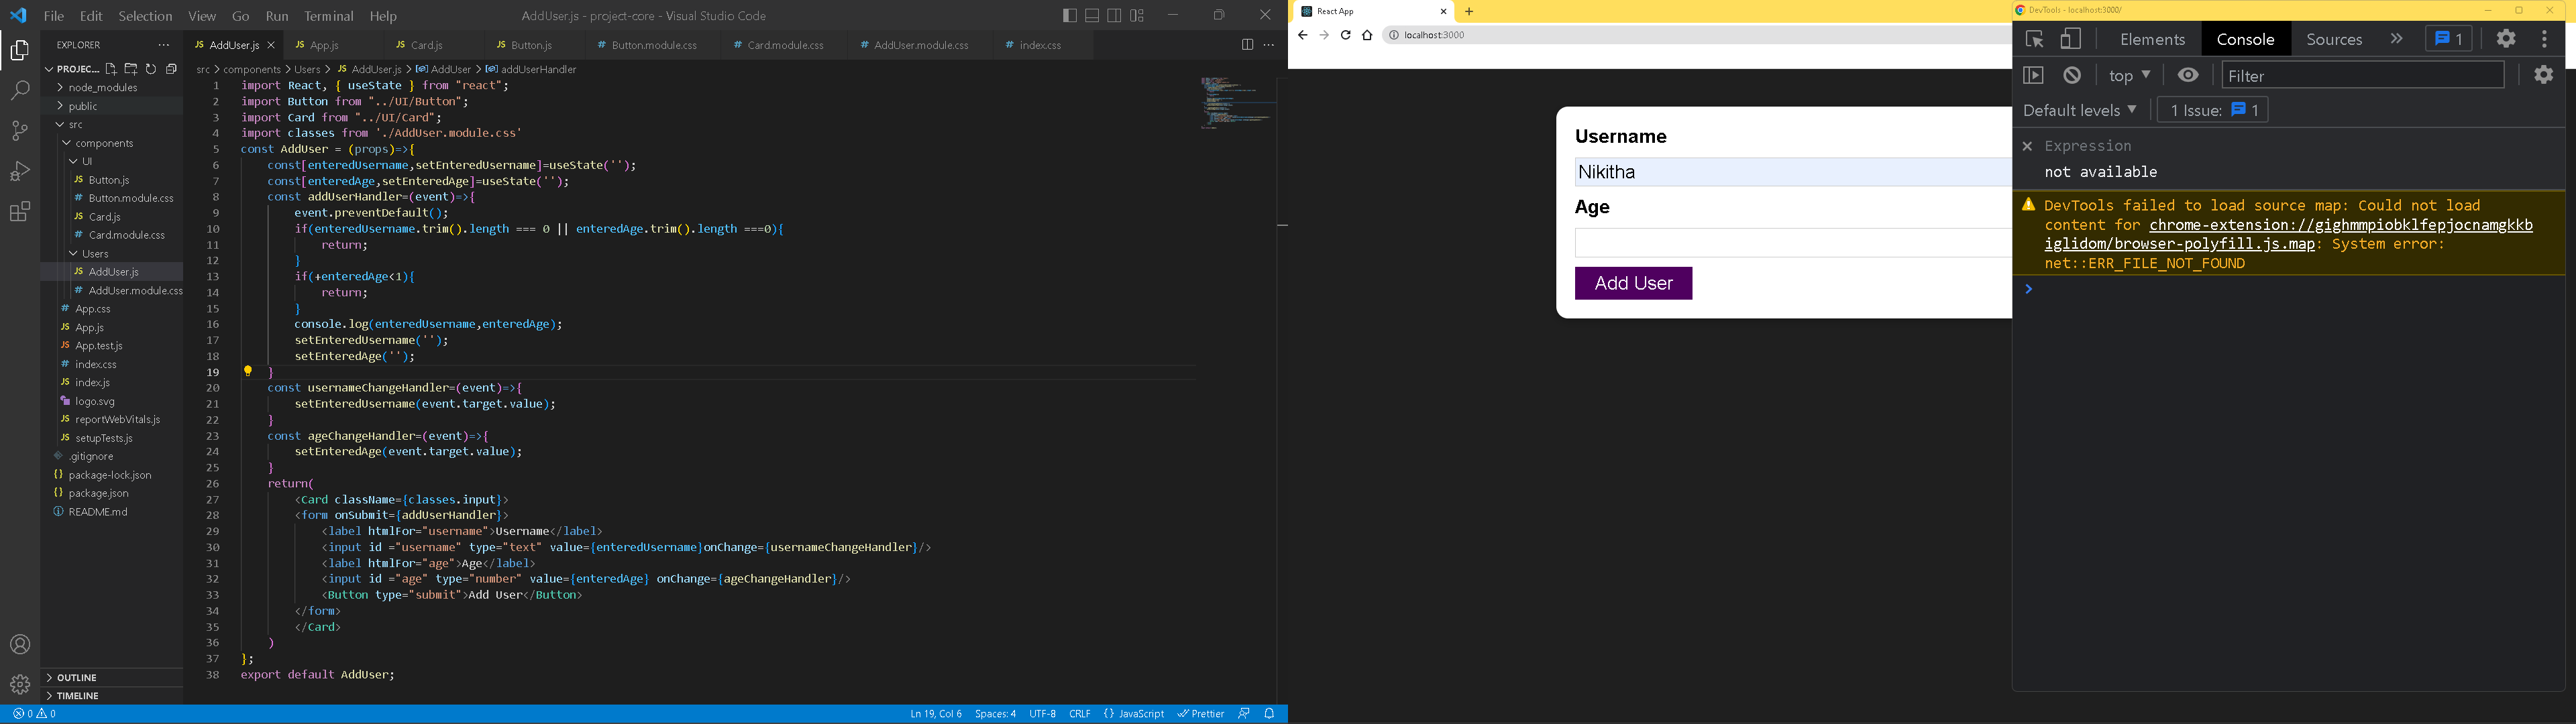 File Edit Selection View Go Run Terminal Help
AddUser.js - project-core - Visual Studio Code
EXPLORER
PROJEC...
node_modules
public
src
components
UI
Button.js
Button.module.css
Card.js
Card.module.css
Users
AddUser.js
AddUser.module.css
App.css
App.js
App.test.js
index.css
index.js
logo.svg
reportWebVitals.js
setupTests.js
.gitignore
package-lock.json
package.json
README.md
OUTLINE
TIMELINE
AddUser.js App.js Card.js Button.js Button.module.css Card.module.css AddUser.module.css index.css
src > components > Users > AddUser.js > AddUser > addUserHandler
1 import React, { useState } from "react";
2 import Button from "../UI/Button";
3 import Card from "../UI/Card";
4 import classes from './AddUser.module.css'
5 const AddUser = (props)=>{
6 const[enteredUsername,setEnteredUsername]=useState('');
7 const[enteredAge,setEnteredAge]=useState('');
8 const addUserHandler=(event)=>{
9 event.preventDefault();
10 if(enteredUsername.trim().length === 0 || enteredAge.trim().length ===0){
11 return;
12 }
13 if(+enteredAge<1){
14 return;
15 }
16 console.log(enteredUsername,enteredAge);
17 setEnteredUsername('');
18 setEnteredAge('');
19 }
20 const usernameChangeHandler=(event)=>{
21 setEnteredUsername(event.target.value);
22 }
23 const ageChangeHandler=(event)=>{
24 setEnteredAge(event.target.value);
25 }
26 return(
27 <Card className={classes.input}>
28 <form onSubmit={addUserHandler}>
29 <label htmlFor="username">Username</label>
30 <input id ="username" type="text" value={enteredUsername}onChange={usernameChangeHandler}/>
31 <label htmlFor="age">Age</label>
32 <input id ="age" type="number" value={enteredAge} onChange={ageChangeHandler}/>
33 <Button type="submit">Add User</Button>
34 </form>
35 </Card>
36 )
37 };
38 export default AddUser;
0 0
Ln 19, Col 6 Spaces: 4 UTF-8 CRLF {} JavaScript Prettier
React App
localhost:3000
Username
Nikitha
Age
Add User
DevTools - localhost:3000/
Elements Console Sources 1
top Filter
Default levels 1 Issue: 1
Expression
not available
DevTools failed to load source map: Could not load
content for chrome-extension://gighmmpiobklfepjocnamgkkb
iglidom/browser-polyfill.js.map: System error:
net::ERR_FILE_NOT_FOUND